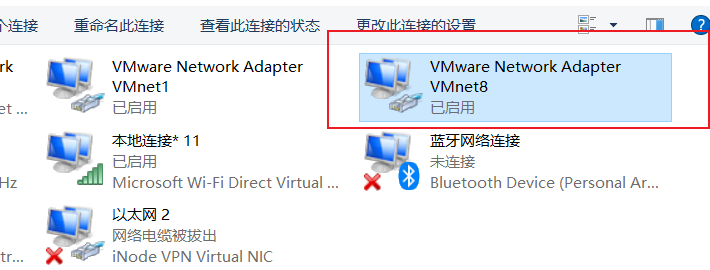 个连接 重命名此连接 查看此连接的状态 更改此连接的设置
ork
et ...
VMware Network Adapter
VMnet1
已启用
VMware Network Adapter
VMnet8
已启用
Hz
本地连接* 11
已启用
Microsoft Wi-Fi Direct Virtual ...
蓝牙网络连接
未连接
Bluetooth Device (Personal Ar...
tr...
以太网 2
网络电缆被拔出
iNode VPN Virtual NIC